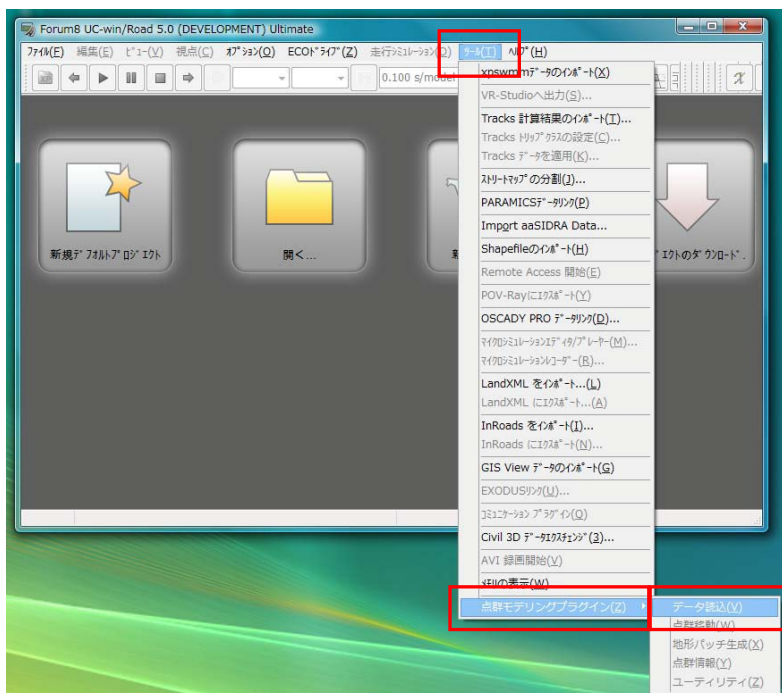 Forum8 UC-win/Road 5.0 (DEVELOPMENT) Ultimate
ﾌｧｲﾙ(E) 編集(E) ﾋﾞｭｰ(V) 視点(C) ｵﾌﾟｼｮﾝ(O) ECOﾄﾞﾗｲﾌﾞ(Z) 走行ｼﾐｭﾚｰｼｮﾝ(D) ﾂｰﾙ(T) ﾍﾙﾌﾟ(H)
0.100 s/model
新規ﾃﾞﾌｫﾙﾄﾌﾟﾛｼﾞｪｸﾄ
開く...
新
ｪｸﾄのﾀﾞｳﾝﾛｰﾄﾞ.
xpswmmﾃﾞｰﾀのｲﾝﾎﾟｰﾄ(X)
VR-Studioへ出力(S)...
Tracks 計算結果のｲﾝﾎﾟｰﾄ(T)...
Tracks ﾄﾘｯﾌﾟｸﾗｽの設定(C)...
Tracks ﾃﾞｰﾀを適用(K)...
ｽﾄﾘｰﾄﾏｯﾌﾟの分割(J)...
PARAMICSﾃﾞｰﾀﾘﾝｸ(P)
Import aaSIDRA Data...
Shapefileのｲﾝﾎﾟｰﾄ(H)
Remote Access 開始(E)
POV-Rayにｴｸｽﾎﾟｰﾄ(Y)
OSCADY PRO ﾃﾞｰﾀﾘﾝｸ(D)...
ﾏｲｸﾛｼﾐｭﾚｰｼｮﾝｴﾃﾞｨﾀ/ﾌﾟﾚｰﾔｰ(M)...
ﾏｲｸﾛｼﾐｭﾚｰｼｮﾝﾚｺｰﾀﾞｰ(R)...
LandXML をｲﾝﾎﾟｰﾄ...(L)
LandXML にｴｸｽﾎﾟｰﾄ...(A)
InRoads をｲﾝﾎﾟｰﾄ(I)...
InRoads にｴｸｽﾎﾟｰﾄ(N)...
GIS View ﾃﾞｰﾀのｲﾝﾎﾟｰﾄ(G)
EXODUSﾘﾝｸ(U)...
ｺﾐｭﾆｹｰｼｮﾝ ﾌﾟﾗｸﾞｲﾝ(Q)
Civil 3D ﾃﾞｰﾀｴｸｽﾁｪﾝｼﾞ(3)...
AVI 録画開始(V)
ﾒﾓﾘの表示(W)
点群モデリングプラグイン(Z)
データ読込(V)
点群移動(W)
地形パッチ生成(X)
点群情報(Y)
ユーティリティ(Z)